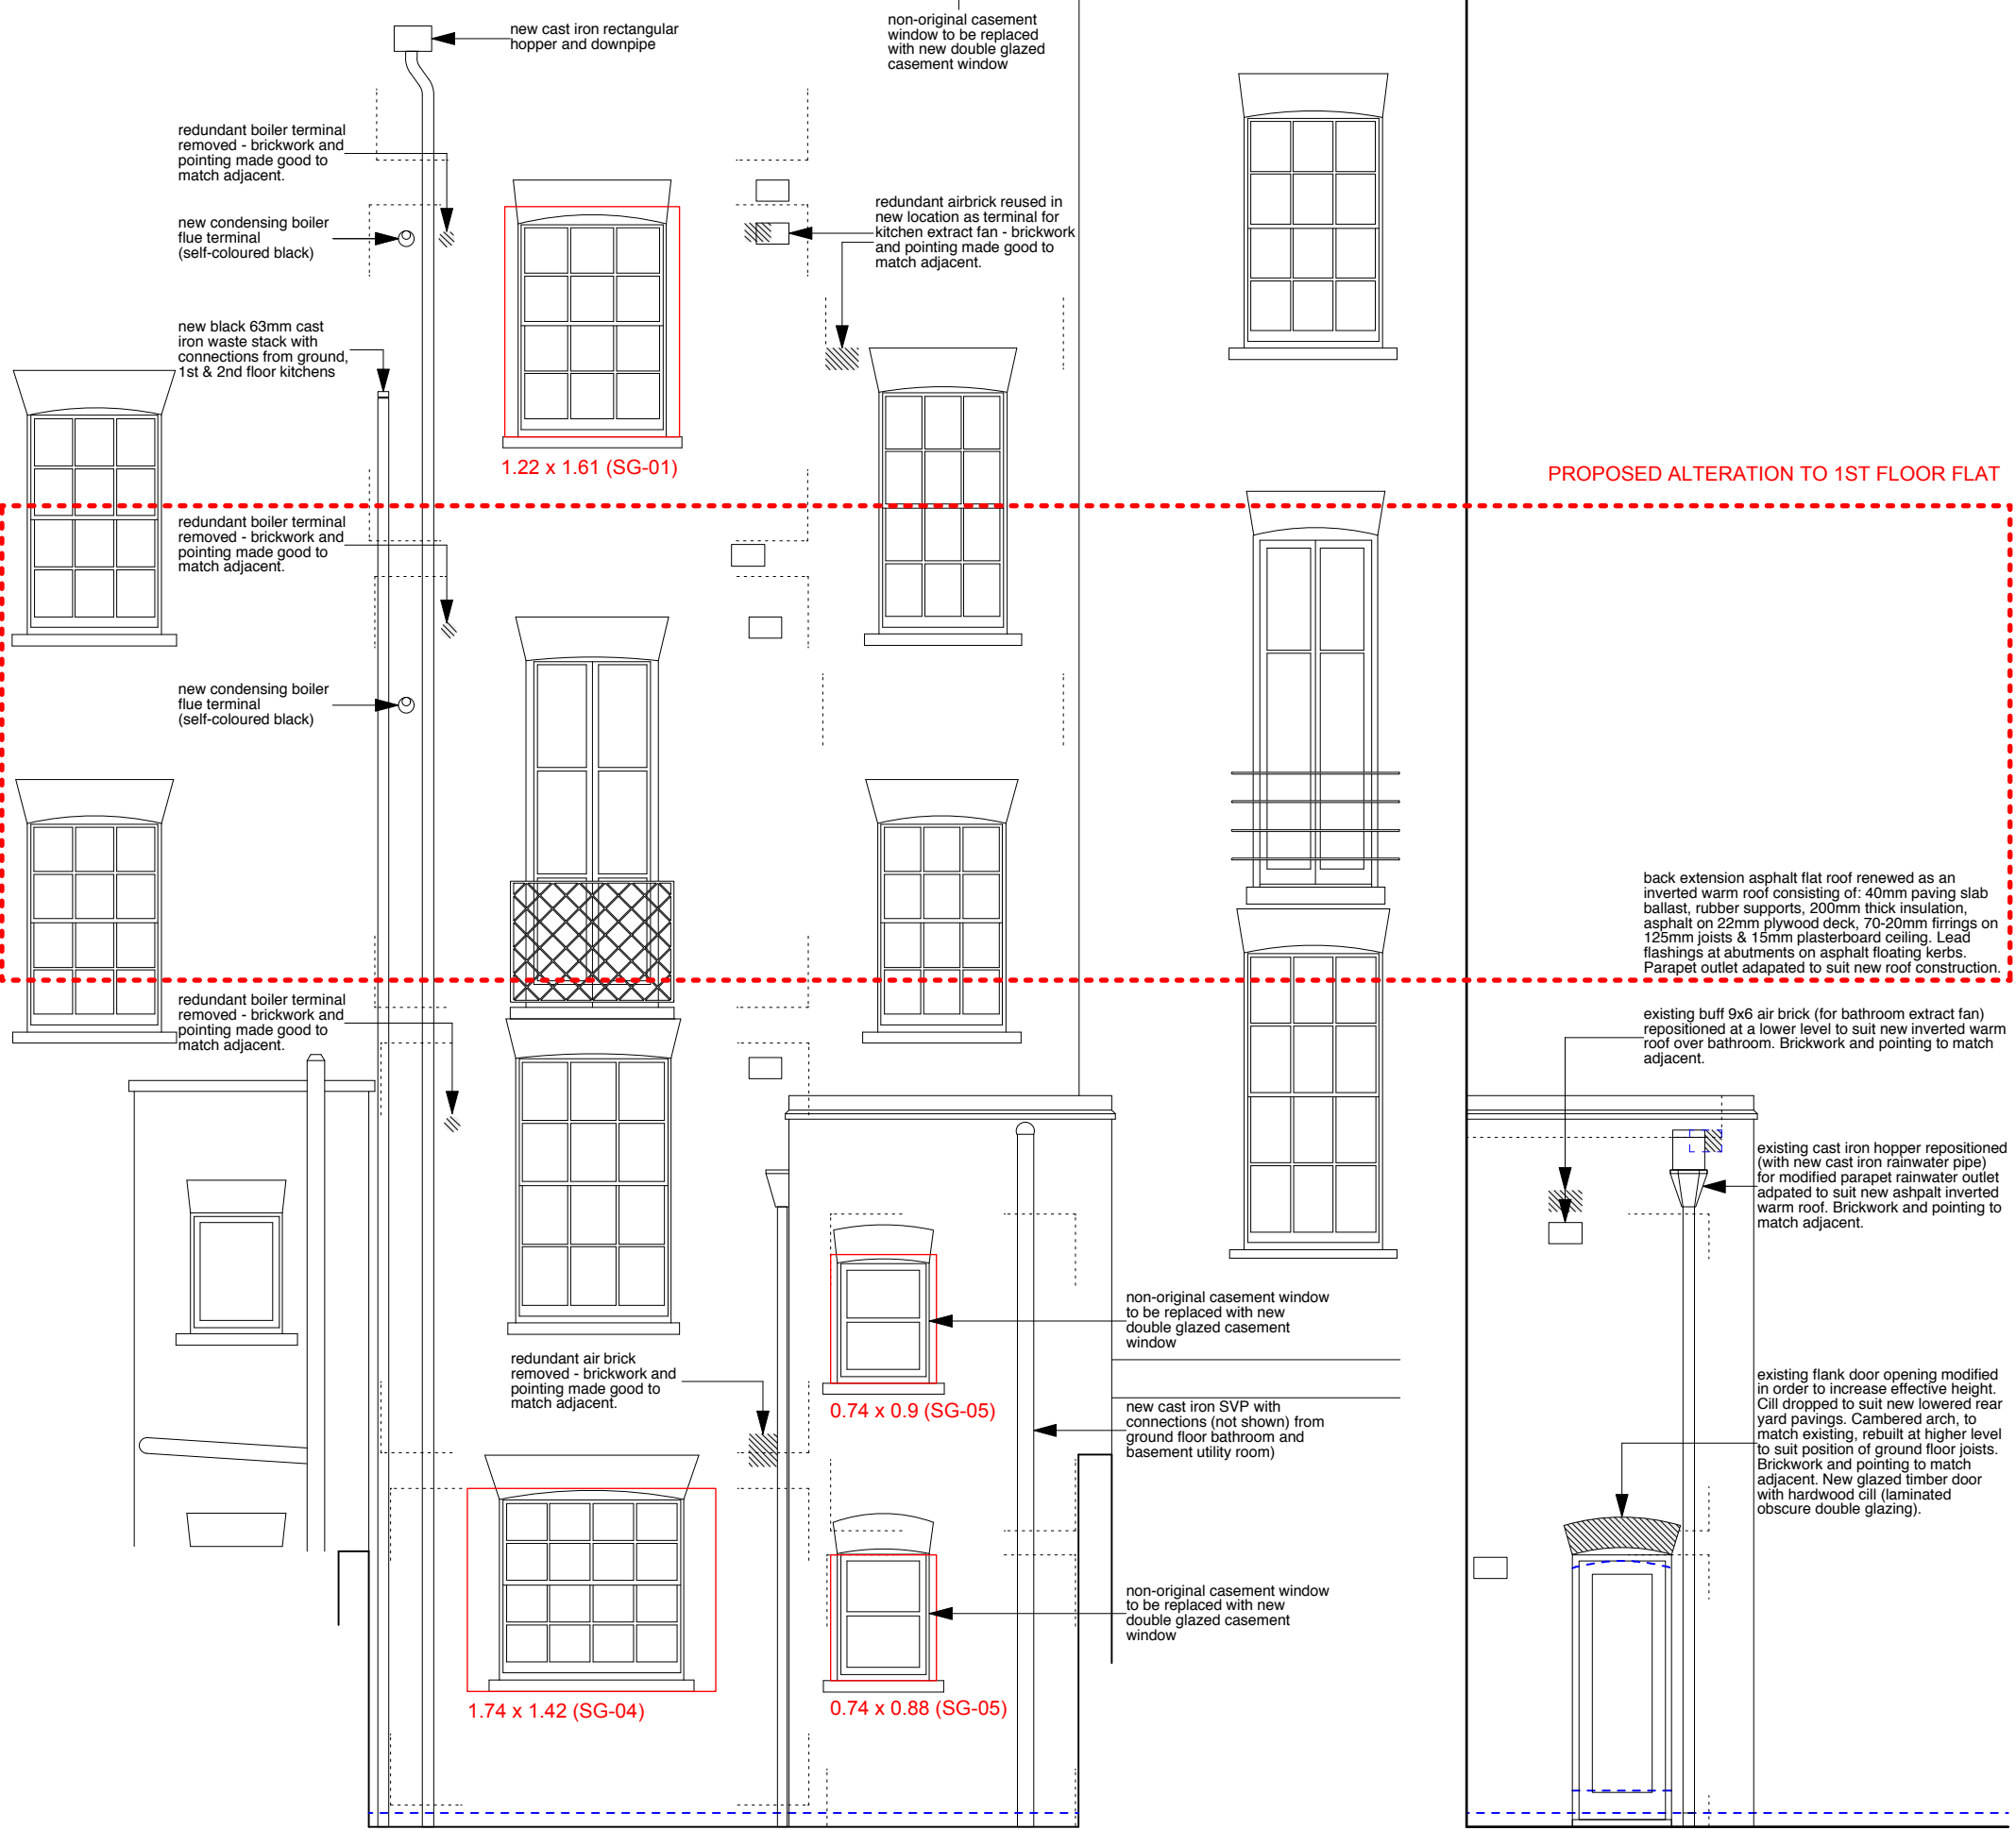 new cast iron rectangular
hopper and downpipe
non-original casement
window to be replaced
with new double glazed
casement window
redundant boiler terminal
removed - brickwork and
pointing made good to
match adjacent.
new condensing boiler
flue terminal
(self-coloured black)
redundant airbrick reused in
new location as terminal for
kitchen extract fan - brickwork
and pointing made good to
match adjacent.
new black 63mm cast
iron waste stack with
connections from ground,
1st & 2nd floor kitchens
1.22 x 1.61 (SG-01)
PROPOSED ALTERATION TO 1ST FLOOR FLAT
redundant boiler terminal
removed - brickwork and
pointing made good to
match adjacent.
new condensing boiler
flue terminal
(self-coloured black)
back extension asphalt flat roof renewed as an
inverted warm roof consisting of: 40mm paving slab
ballast, rubber supports, 200mm thick insulation,
asphalt on 22mm plywood deck, 70-20mm firrings on
125mm joists & 15mm plasterboard ceiling. Lead
flashings at abutments on asphalt floating kerbs.
Parapet outlet adapated to suit new roof construction.
redundant boiler terminal
removed - brickwork and
pointing made good to
match adjacent.
existing buff 9x6 air brick (for bathroom extract fan)
repositioned at a lower level to suit new inverted warm
roof over bathroom. Brickwork and pointing to match
adjacent.
existing cast iron hopper repositioned
(with new cast iron rainwater pipe)
for modified parapet rainwater outlet
adpated to suit new ashpalt inverted
warm roof. Brickwork and pointing to
match adjacent.
non-original casement window
to be replaced with new
double glazed casement
window
redundant air brick
removed - brickwork and
pointing made good to
match adjacent.
0.74 x 0.9 (SG-05)
new cast iron SVP with
connections (not shown) from
ground floor bathroom and
basement utility room)
existing flank door opening modified
in order to increase effective height.
Cill dropped to suit new lowered rear
yard pavings. Cambered arch, to
match existing, rebuilt at higher level
to suit position of ground floor joists.
Brickwork and pointing to match
adjacent. New glazed timber door
with hardwood cill (laminated
obscure double glazing).
non-original casement window
to be replaced with new
double glazed casement
window
1.74 x 1.42 (SG-04)
0.74 x 0.88 (SG-05)